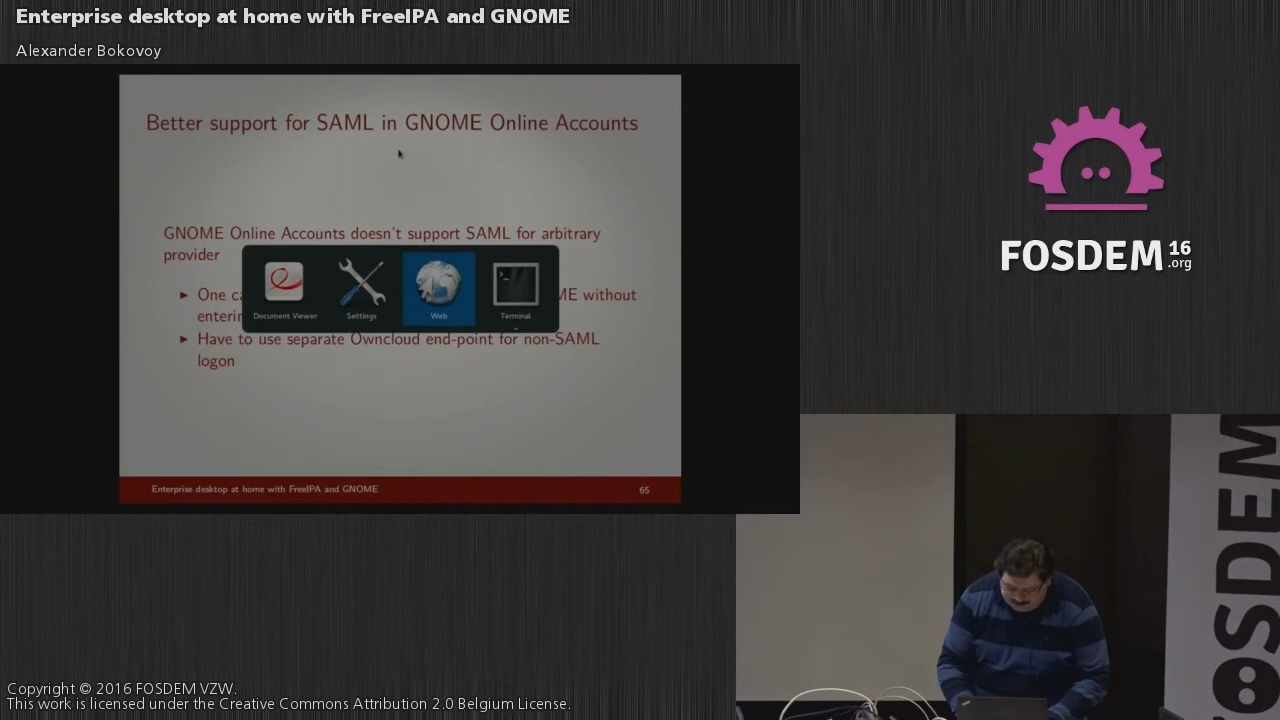 Enterprise desktop at home with FreeIPA and GNOME
Alexander Bokovoy
Better support for SAML in GNOME Online Accounts
GNOME Online Accounts doesn't support SAML for arbitrary
provider
Document Viewer
Settings
Web
Terminal
► One
ME without
► Have to use separate Owncloud end-point for non-SAML
logon
Enterprise desktop at home with FreeIPA and GNOME
65
FOSDEM 16
.org
FOSDEM
Copyright © 2016 FOSDEM VZW.
This work is licensed under the Creative Commons Attribution 2.0 Belgium License.